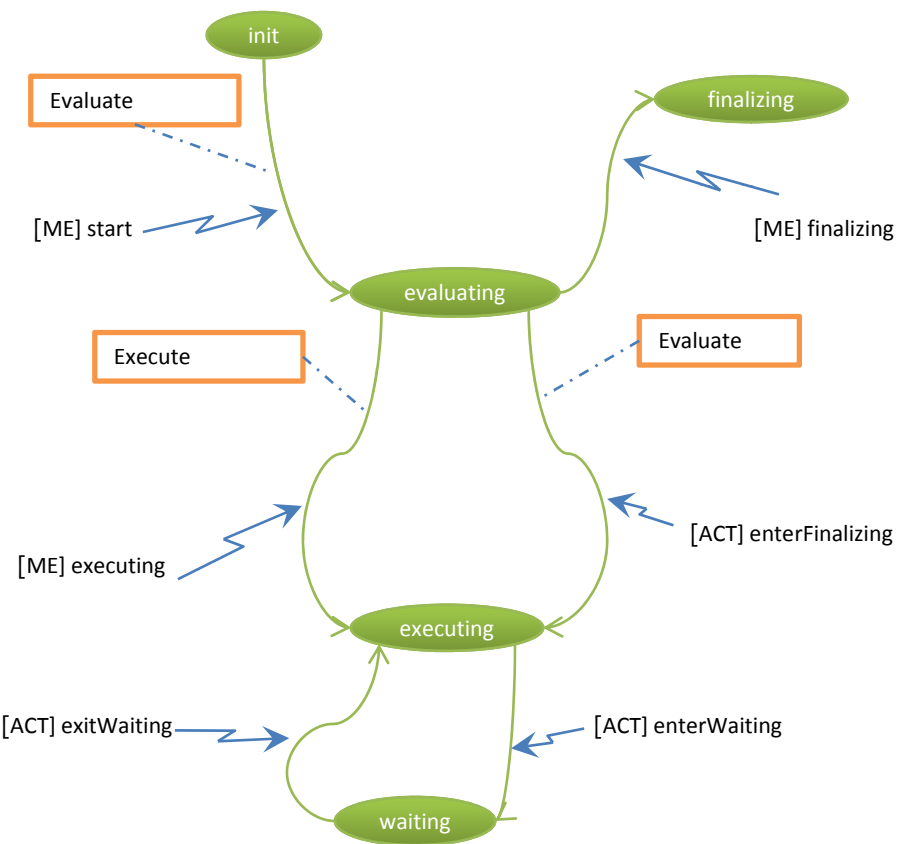 init
Evaluate
finalizing
[ME] start
[ME] finalizing
evaluating
Execute
Evaluate
[ME] executing
[ACT] enterFinalizing
executing
[ACT] exitWaiting
[ACT] enterWaiting
waiting